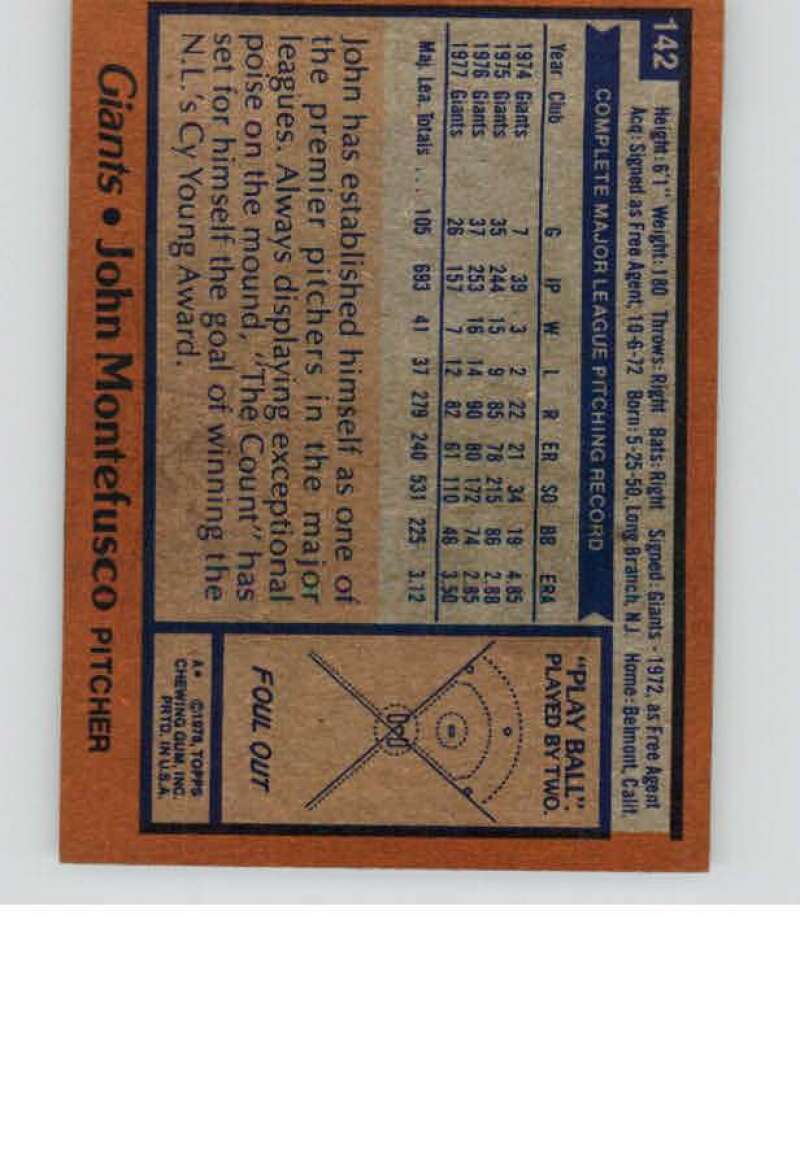 142
Height: 6'1" Weight: 180 Throws: Right Bats: Right Signed: Giants - 1972, as Free Agent
Acq: Signed as Free Agent, 10-6-72 Born: 5-25-50, Long Branch, N.J. Home: Belmont, Calif.
COMPLETE MAJOR LEAGUE PITCHING RECORD
Year Club G IP W L R ER SO BB ERA
1974 Giants 7 39 3 2 22 21 34 19 4.85
1975 Giants 35 244 15 9 85 78 215 86 2.88
1976 Giants 37 253 16 14 90 80 172 74 2.85
1977 Giants 26 157 7 12 82 61 110 46 3.50
Maj. Lea. Totals ... 105 693 41 37 279 240 531 225 3.12
John has established himself as one of
the premier pitchers in the major
leagues. Always displaying exceptional
poise on the mound, "The Count" has
set for himself the goal of winning the
N.L.'s Cy Young Award.
"PLAY BALL":
PLAYED BY TWO.
FOUL OUT
A* ©1978, TOPPS
CHEWING GUM, INC.
PRTD. IN U.S.A.
Giants • John Montefusco PITCHER